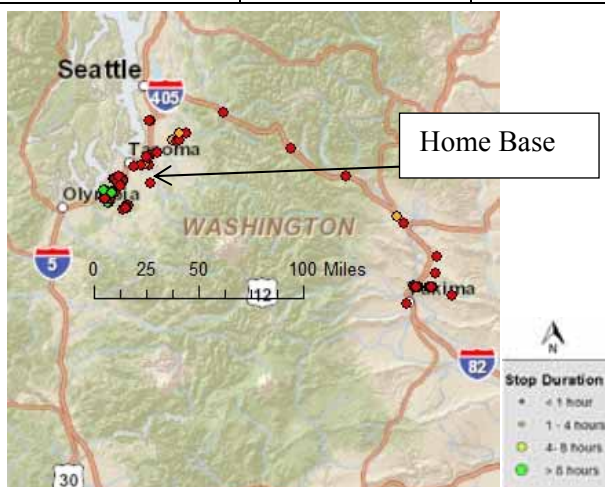 Seattle
405
Tacoma
Home Base
Olympia
WASHINGTON
5
0 25 50 100 Miles
12
Yakima
82
N
Stop Duration
< 1 hour
1 - 4 hours
4- 8 hours
> 8 hours
30